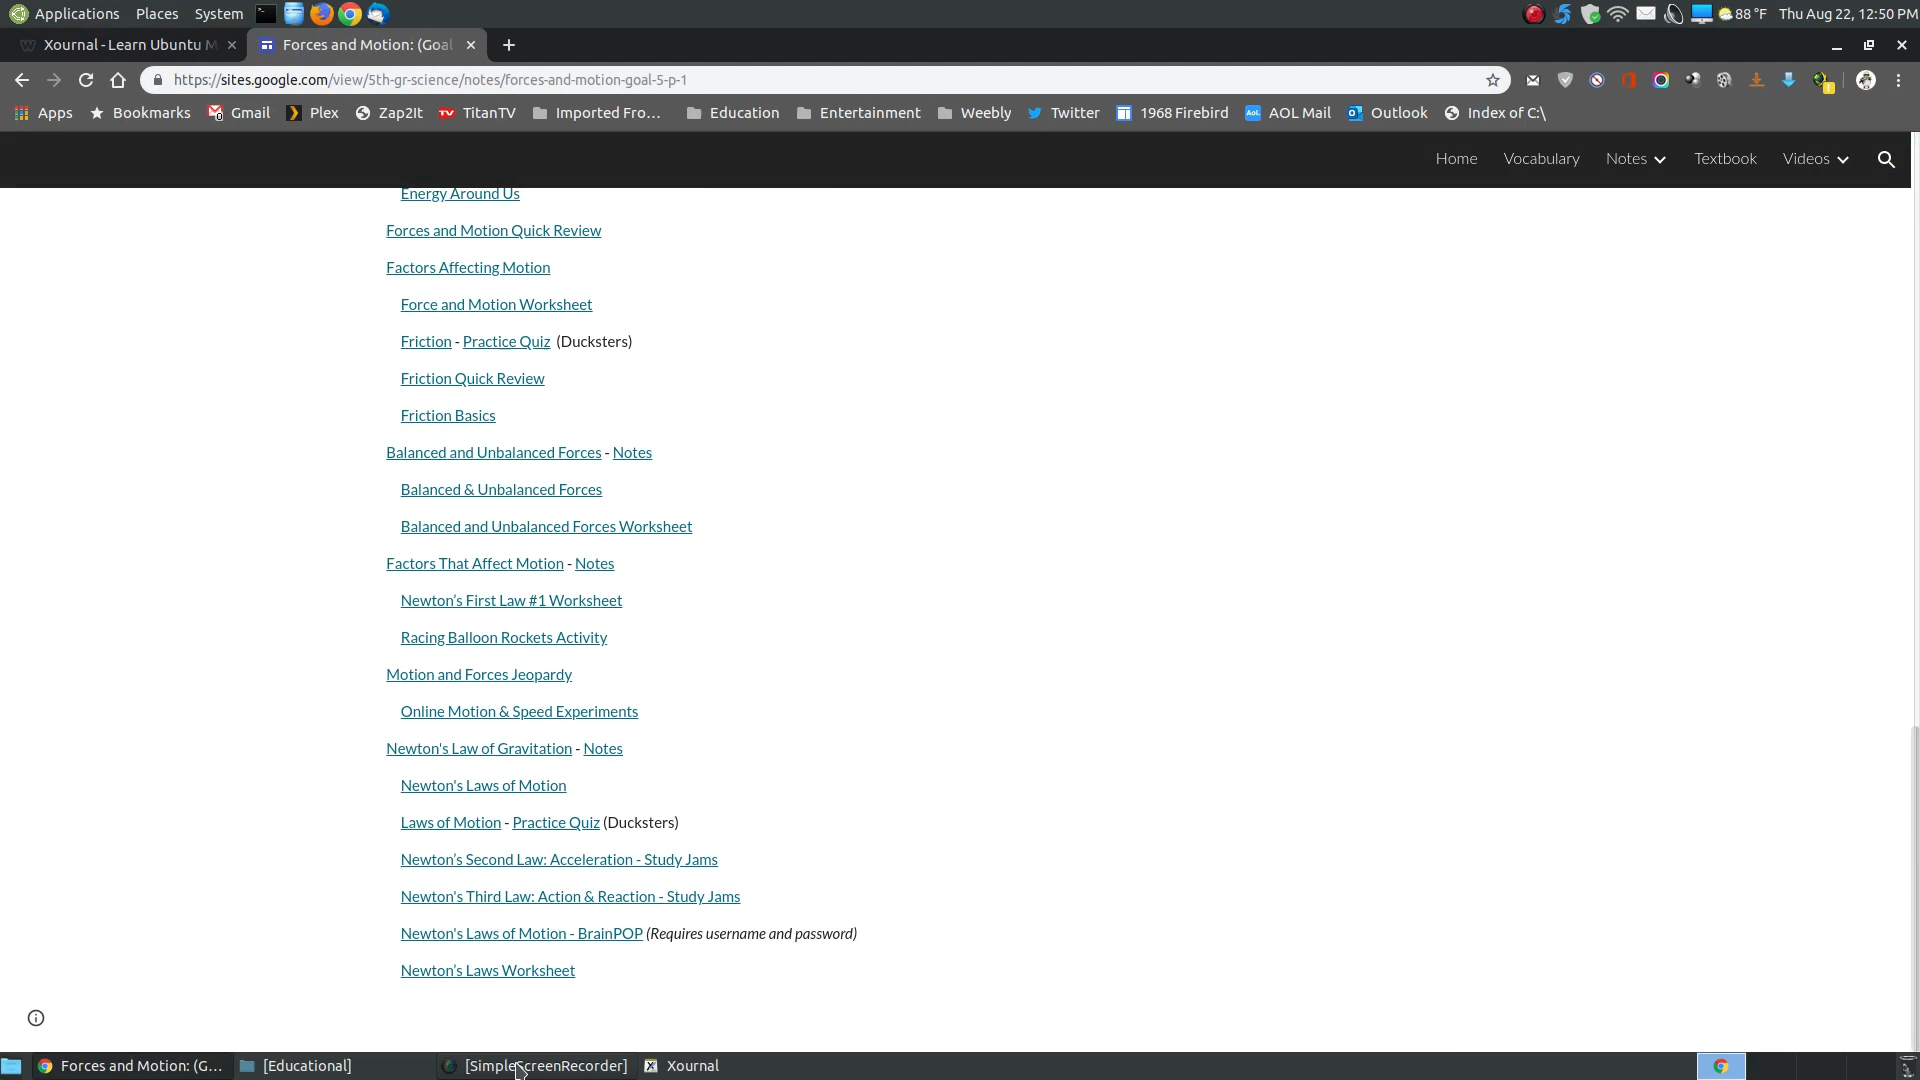 Applications Places System 88 °F Thu Aug 22, 12:50 PM
Xournal - Learn Ubuntu M Forces and Motion: (Goal
https://sites.google.com/view/5th-gr-science/notes/forces-and-motion-goal-5-p-1
Apps Bookmarks Gmail Plex Zap2It TitanTV Imported Fro... Education Entertainment Weebly Twitter 1968 Firebird AOL Mail Outlook Index of C:\
Home Vocabulary Notes Textbook Videos
Energy Around Us
Forces and Motion Quick Review
Factors Affecting Motion
Force and Motion Worksheet
Friction - Practice Quiz (Ducksters)
Friction Quick Review
Friction Basics
Balanced and Unbalanced Forces - Notes
Balanced & Unbalanced Forces
Balanced and Unbalanced Forces Worksheet
Factors That Affect Motion - Notes
Newton’s First Law #1 Worksheet
Racing Balloon Rockets Activity
Motion and Forces Jeopardy
Online Motion & Speed Experiments
Newton's Law of Gravitation - Notes
Newton's Laws of Motion
Laws of Motion - Practice Quiz (Ducksters)
Newton’s Second Law: Acceleration - Study Jams
Newton's Third Law: Action & Reaction - Study Jams
Newton's Laws of Motion - BrainPOP (Requires username and password)
Newton’s Laws Worksheet
Forces and Motion: (G... [Educational] [SimpleScreenRecorder] Xournal